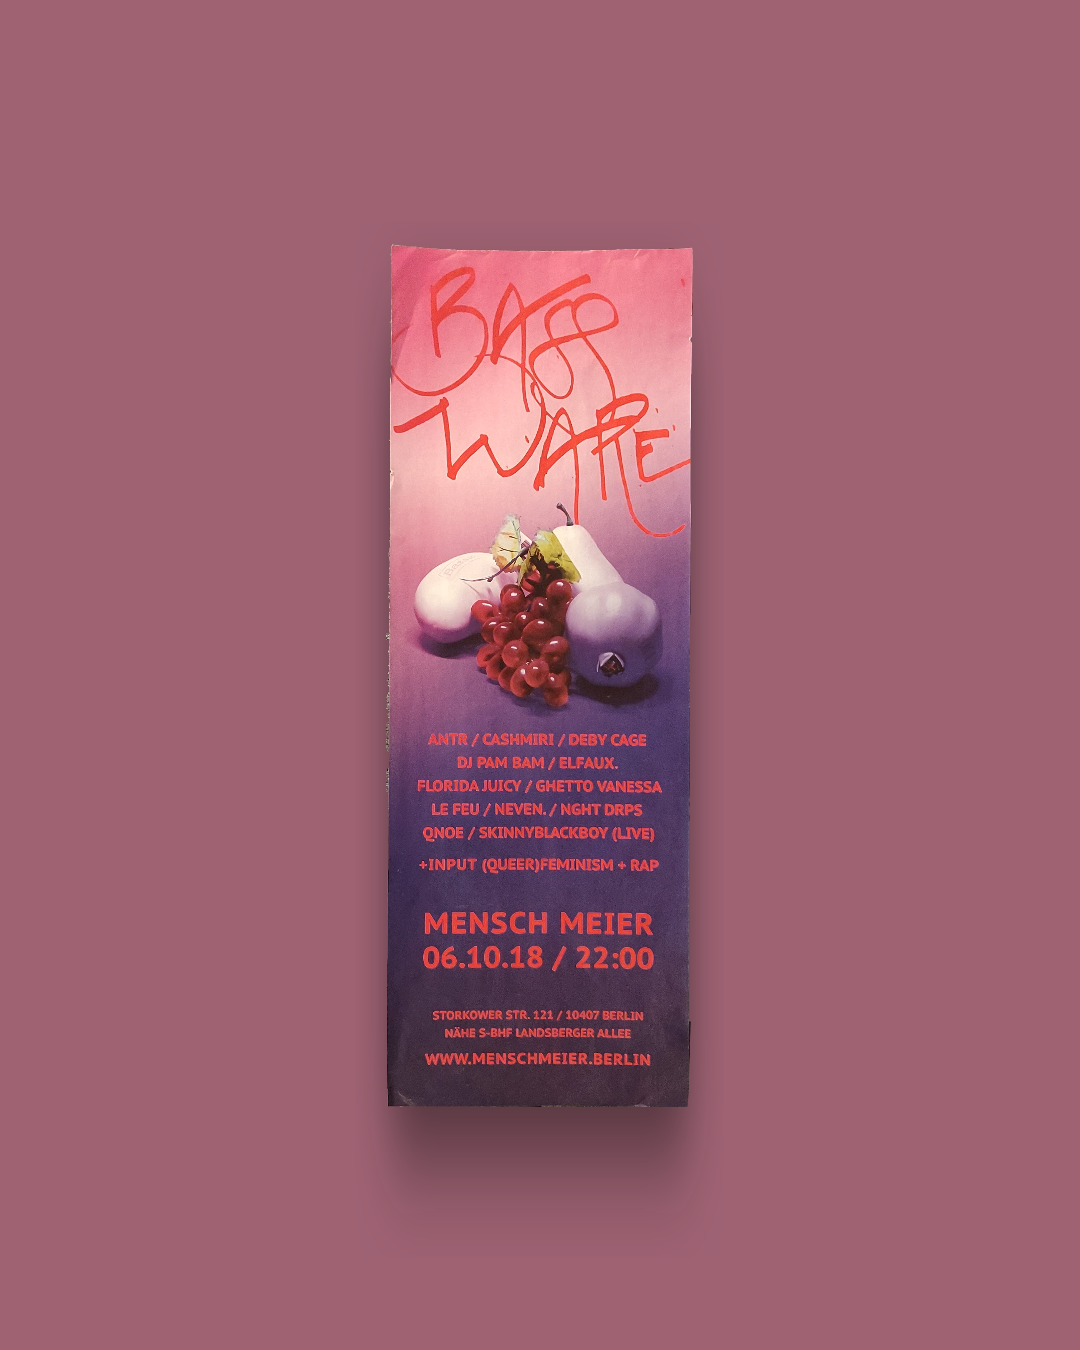 BASS
WARE
ANTR / CASHMIRI / DEBY CAGE
DJ PAM BAM / ELFAUX.
FLORIDA JUICY / GHETTO VANESSA
LE FEU / NEVEN. / NGHT DRPS
QNOE / SKINNYBLACKBOY (LIVE)
+INPUT (QUEER)FEMINISM + RAP
MENSCH MEIER
06.10.18 / 22:00
STORKOWER STR. 121 / 10407 BERLIN
NÄHE S-BHF LANDSBERGER ALLEE
WWW.MENSCHMEIER.BERLIN